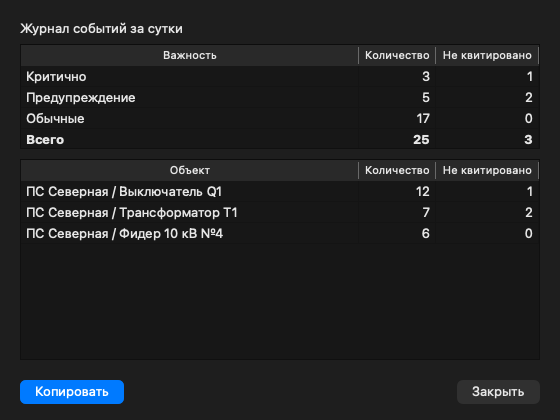 Журнал событий за сутки
Важность Количество Не квитировано
Критично 3 1
Предупреждение 5 2
Обычные 17 0
Всего 25 3
Объект Количество Не квитировано
ПС Северная / Выключатель Q1 12 1
ПС Северная / Трансформатор Т1 7 2
ПС Северная / Фидер 10 кВ №4 6 0
Копировать Закрыть